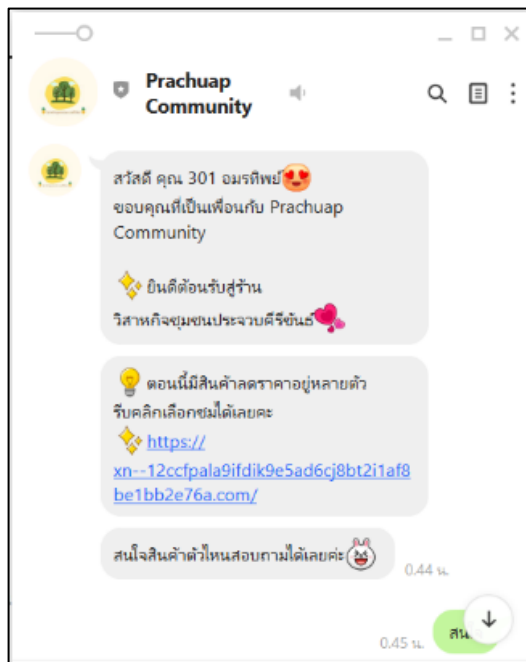 Prachuap
Community
สวัสดี คุณ 301 อมรทิพย์
ขอบคุณที่เป็นเพื่อนกับ Prachuap
Community
ยินดีต้อนรับสู่ร้าน
วิสาหกิจชุมชนประจวบคีรีขันธ์
ตอนนี้มีสินค้าลดราคาอยู่หลายตัว
รีบคลิกเลือกชมได้เลยคะ
https://
xn--12ccfpala9ifdik9e5ad6cj8bt2i1af8
be1bb2e76a.com/
สนใจสินค้าตัวไหนสอบถามได้เลยค่ะ
0.44 น.
0.45 น.